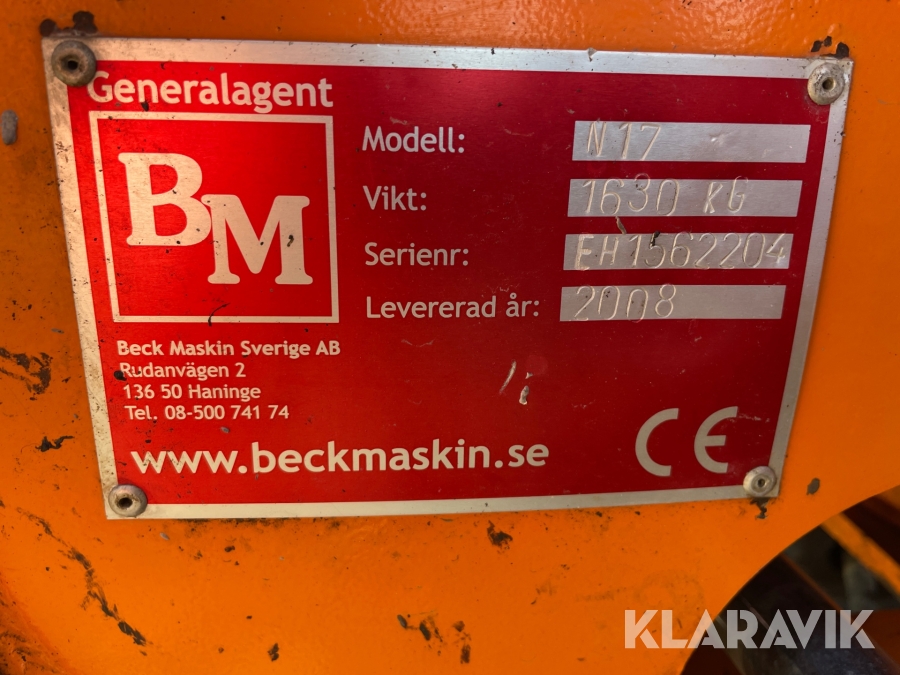 Generalagent
BM
Modell: N17
Vikt: 1630 KG
Serienr: EH1562204
Levererad år: 2008
Beck Maskin Sverige AB
Rudanvägen 2
136 50 Haninge
Tel. 08-500 741 74
www.beckmaskin.se
CE
KLARAVIK